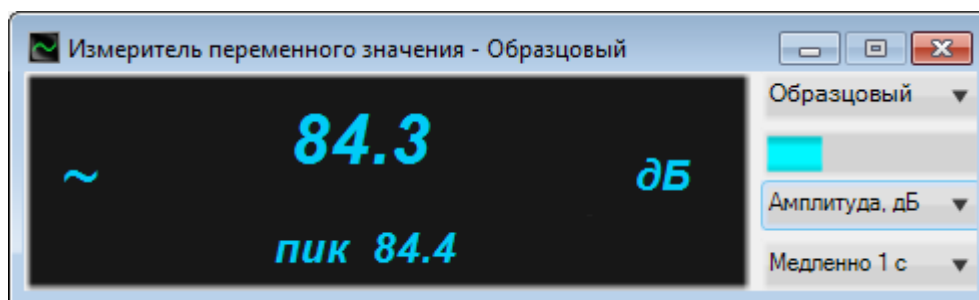 Измеритель переменного значения - Образцовый
Образцовый
84.3
~
дБ
Амплитуда, дБ
пик 84.4
Медленно 1 с